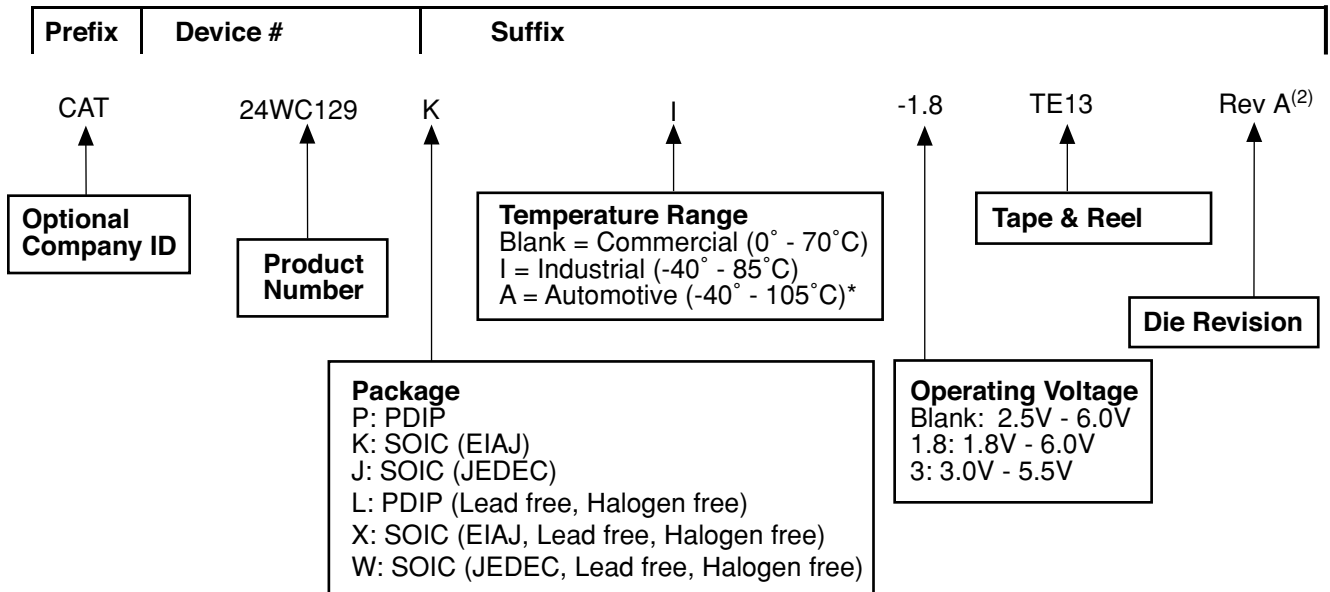 Prefix Device # Suffix
CAT 24WC129 K I -1.8 TE13 Rev A(2)
Optional
Company ID
Product
Number
Temperature Range
Blank = Commercial (0˚ - 70˚C)
I = Industrial (-40˚ - 85˚C)
A = Automotive (-40˚ - 105˚C)*
Tape & Reel
Die Revision
Package
P: PDIP
K: SOIC (EIAJ)
J: SOIC (JEDEC)
L: PDIP (Lead free, Halogen free)
X: SOIC (EIAJ, Lead free, Halogen free)
W: SOIC (JEDEC, Lead free, Halogen free)
Operating Voltage
Blank: 2.5V - 6.0V
1.8: 1.8V - 6.0V
3: 3.0V - 5.5V